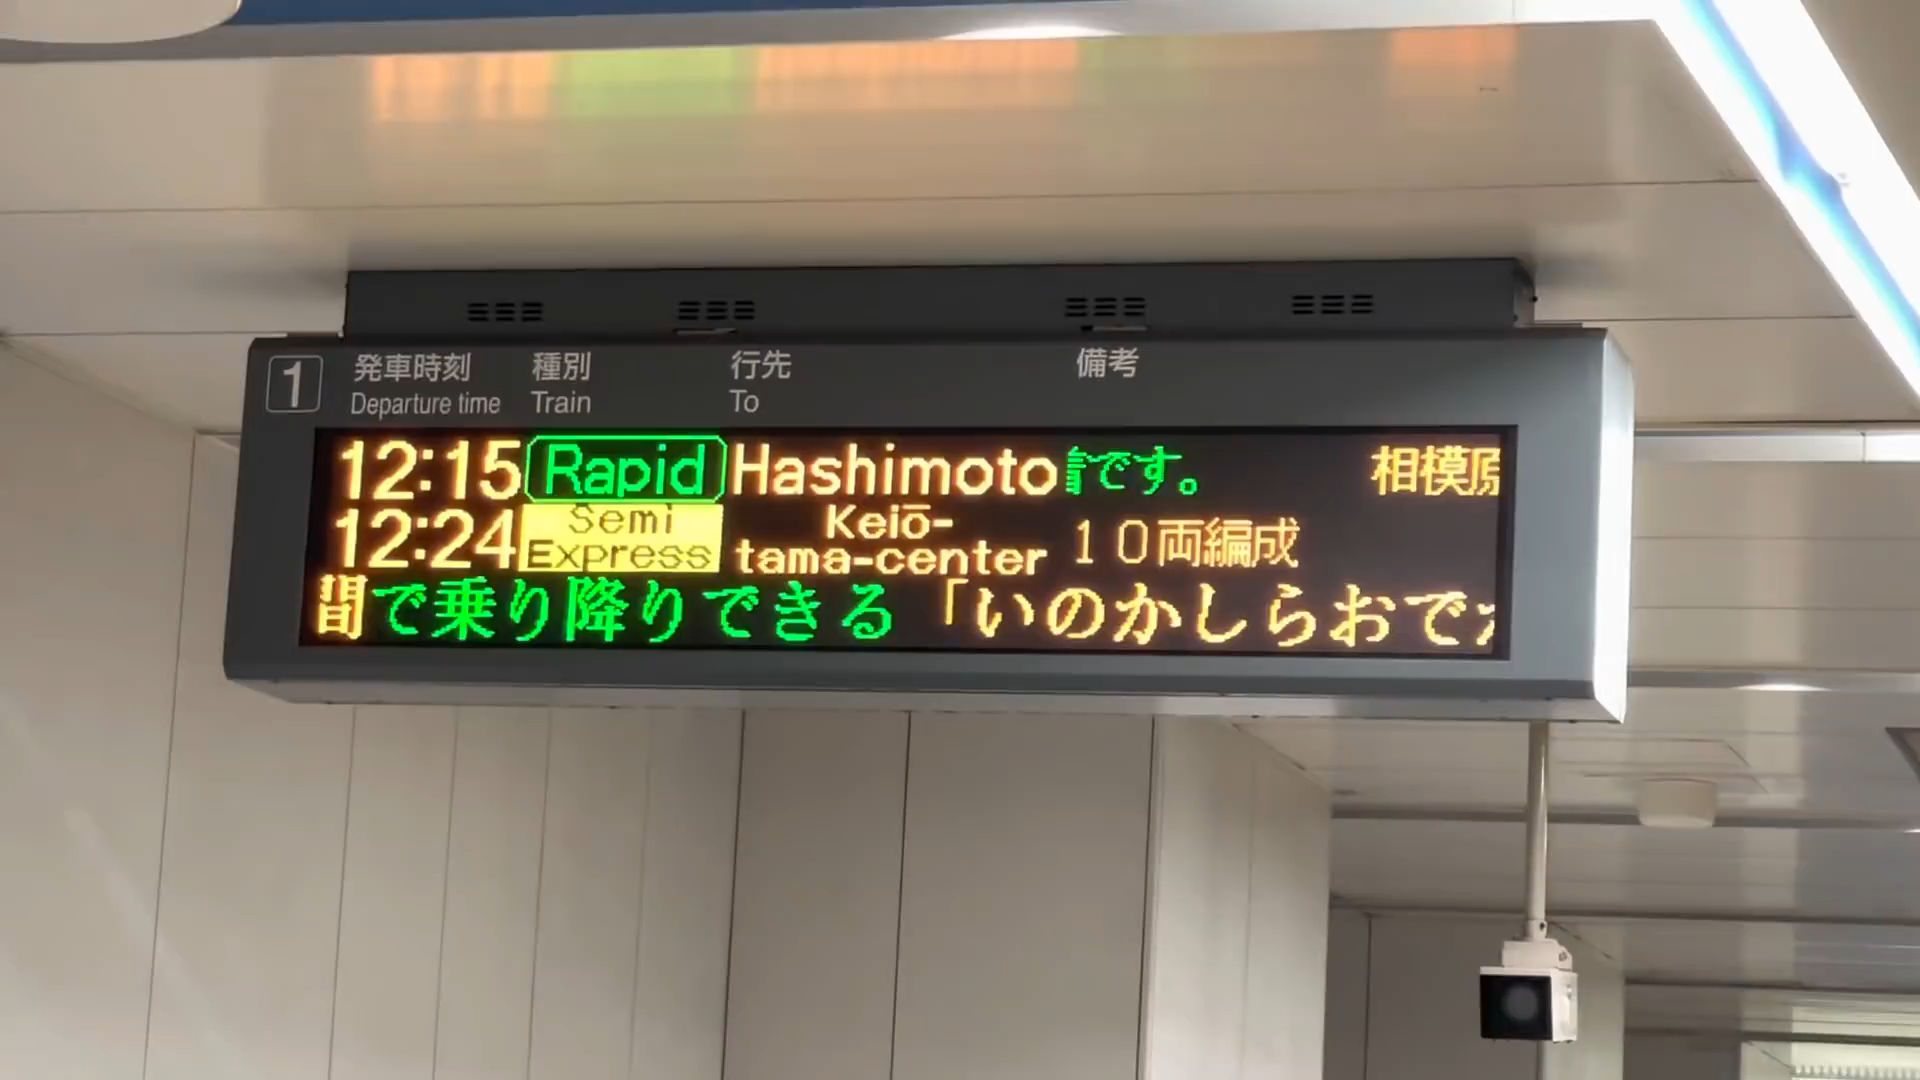 1 発車時刻 種別 行先 備考
Departure time Train To
12:15 Rapid Hashimoto です。 相模原
12:24 Semi Express Keiō-tama-center 10両編成
間で乗り降りできる 「いのかしらおで